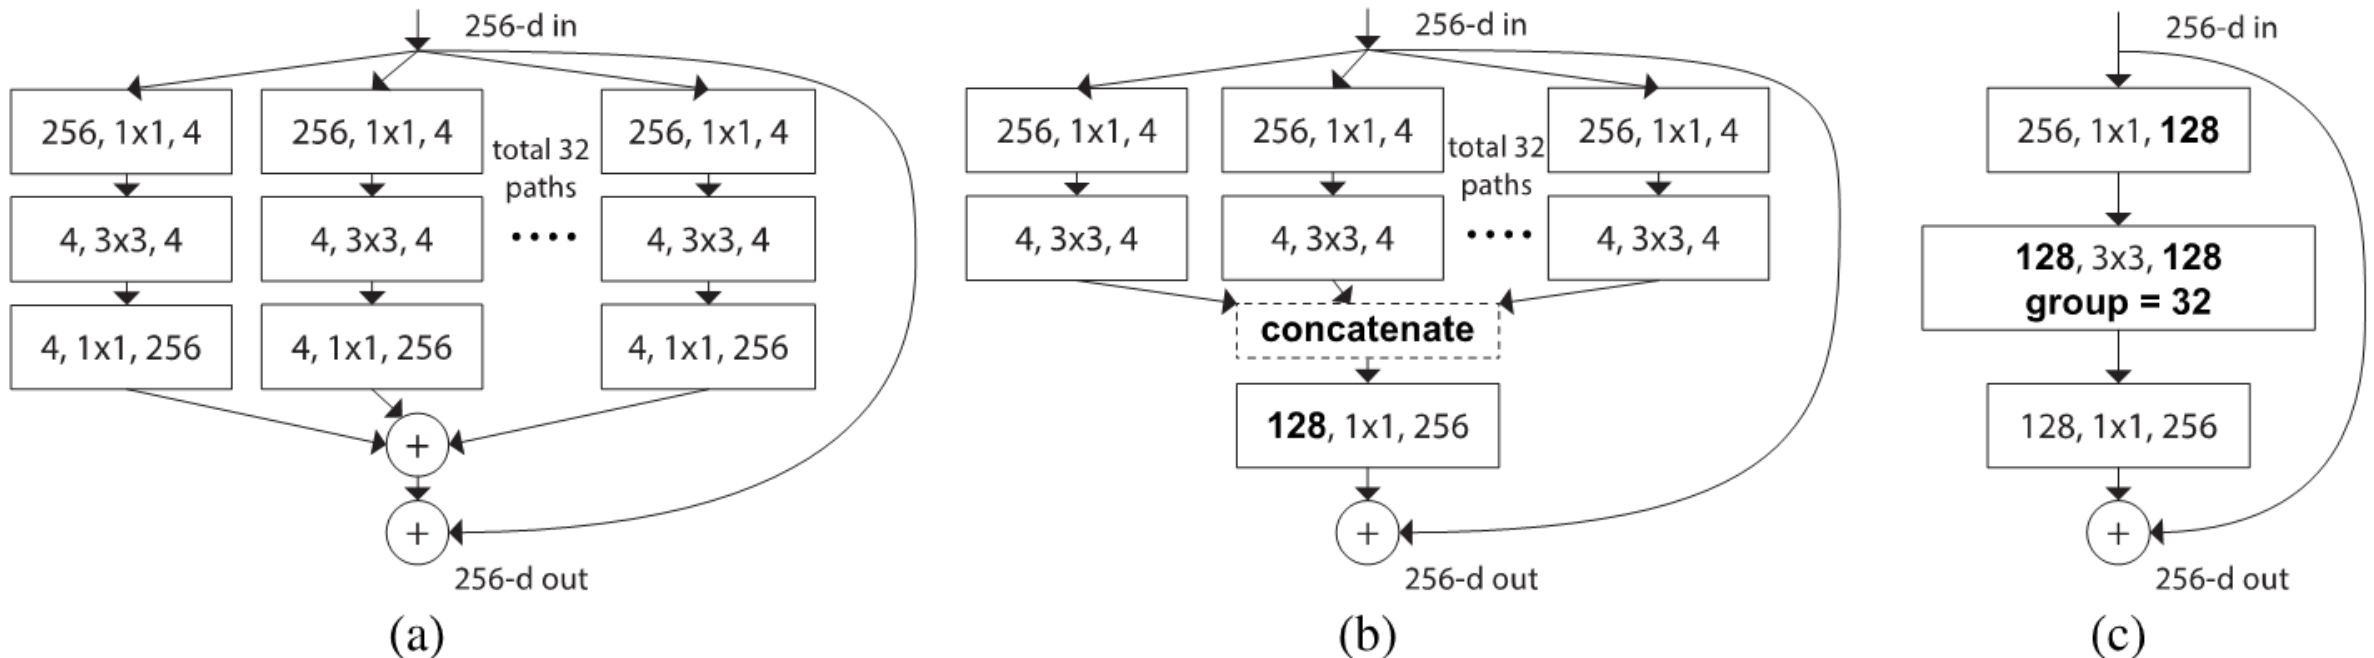 256-d in
256, 1x1, 4
256, 1x1, 4
total 32
paths
256, 1x1, 4
4, 3x3, 4
4, 3x3, 4
....
4, 3x3, 4
4, 1x1, 256
4, 1x1, 256
4, 1x1, 256
+
+
256-d out
(a)
256-d in
256, 1x1, 4
256, 1x1, 4
total 32
paths
256, 1x1, 4
4, 3x3, 4
4, 3x3, 4
....
4, 3x3, 4
concatenate
128, 1x1, 256
+
256-d out
(b)
256-d in
256, 1x1, 128
128, 3x3, 128
group = 32
128, 1x1, 256
+
256-d out
(c)